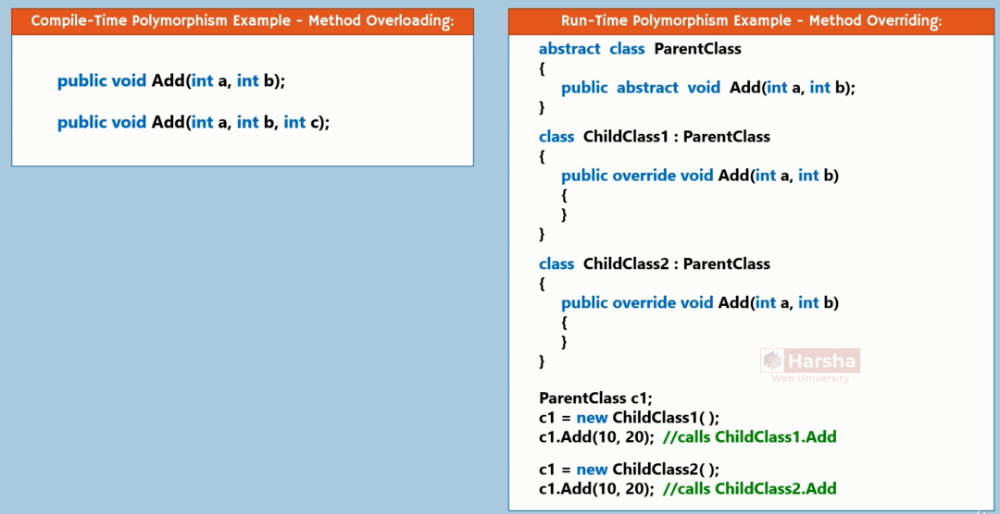 Compile-Time Polymorphism Example - Method Overloading:
public void Add(int a, int b);
public void Add(int a, int b, int c);
Run-Time Polymorphism Example - Method Overriding:
abstract class ParentClass
{
public abstract void Add(int a, int b);
}
class ChildClass1 : ParentClass
{
public override void Add(int a, int b)
{
}
}
class ChildClass2 : ParentClass
{
public override void Add(int a, int b)
{
}
}
Harsha
Web University
ParentClass c1;
c1 = new ChildClass1( );
c1.Add(10, 20); //calls ChildClass1.Add
c1 = new ChildClass2( );
c1.Add(10, 20); //calls ChildClass2.Add